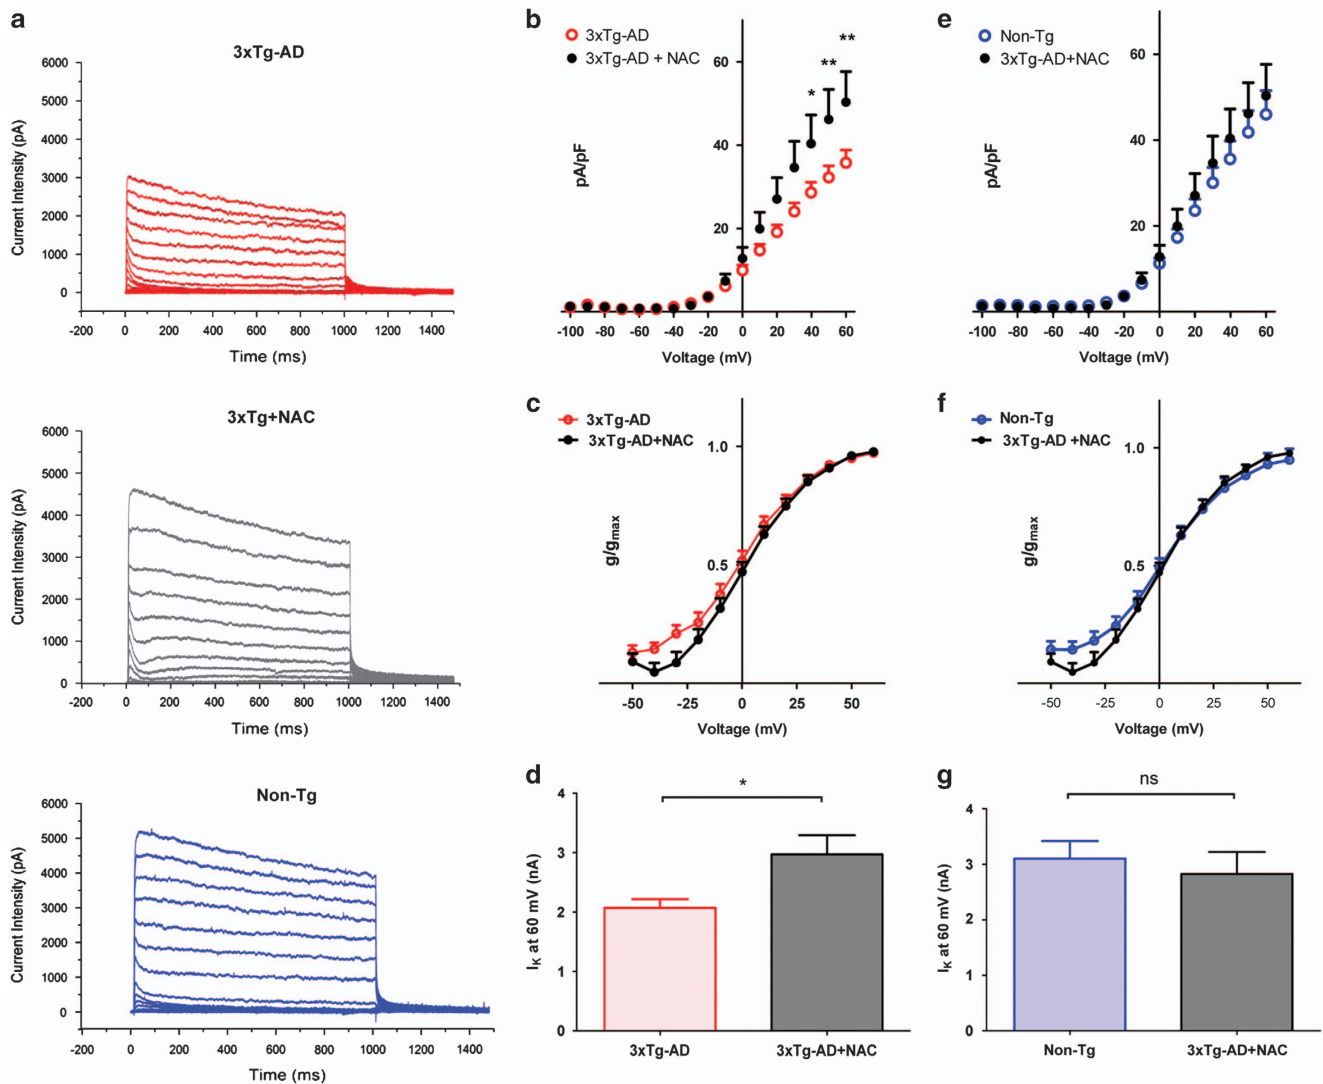 a
3xTg-AD
6000
5000
4000
3000
2000
1000
0
Current Intensity (pA)
-200 0 200 400 600 800 1000 1200 1400
Time (ms)
3xTg+NAC
6000
5000
4000
3000
2000
1000
0
Current Intensity (pA)
-200 0 200 400 600 800 1000 1200 1400
Time (ms)
Non-Tg
6000
5000
4000
3000
2000
1000
0
Current Intensity (pA)
-200 0 200 400 600 800 1000 1200 1400
Time (ms)
b
3xTg-AD
3xTg-AD + NAC
* ** **
60
40
20
pA/pF
-100 -80 -60 -40 -20 0 20 40 60
Voltage (mV)
c
3xTg-AD
3xTg-AD+NAC
1.0
0.5
g/gmax
-50 -25 0 25 50
Voltage (mV)
d
*
4
3
2
1
0
IK at 60 mV (nA)
3xTg-AD 3xTg-AD+NAC
e
Non-Tg
3xTg-AD+NAC
60
40
20
pA/pF
-100 -80 -60 -40 -20 0 20 40 60
Voltage (mV)
f
Non-Tg
3xTg-AD +NAC
1.0
0.5
g/gmax
-50 -25 0 25 50
Voltage (mV)
g
ns
4
3
2
1
0
IK at 60 mV (nA)
Non-Tg 3xTg-AD+NAC